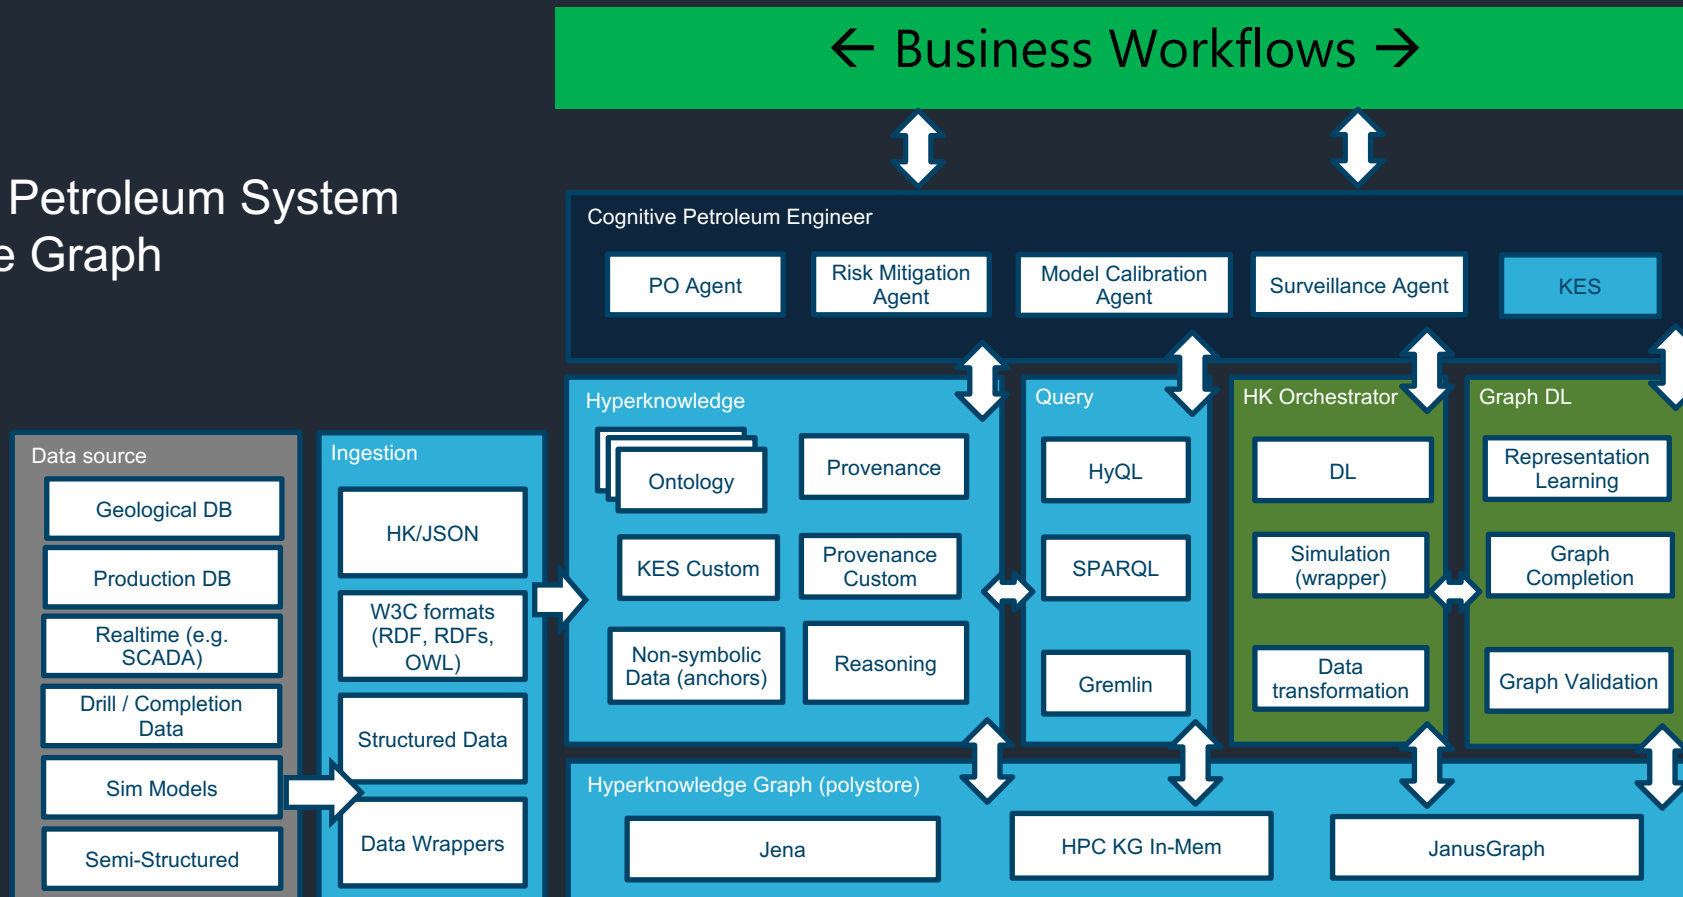 ← Business Workflows →
Petroleum System
e Graph
Cognitive Petroleum Engineer
PO Agent
Risk Mitigation
Agent
Model Calibration
Agent
Surveillance Agent
KES
Data source
Geological DB
Production DB
Realtime (e.g.
SCADA)
Drill / Completion
Data
Sim Models
Semi-Structured
Ingestion
HK/JSON
W3C formats
(RDF, RDFs,
OWL)
Structured Data
Data Wrappers
Hyperknowledge
Ontology
Provenance
KES Custom
Provenance
Custom
Non-symbolic
Data (anchors)
Reasoning
Query
HyQL
SPARQL
Gremlin
HK Orchestrator
DL
Simulation
(wrapper)
Data
transformation
Graph DL
Representation
Learning
Graph
Completion
Graph Validation
Hyperknowledge Graph (polystore)
Jena
HPC KG In-Mem
JanusGraph